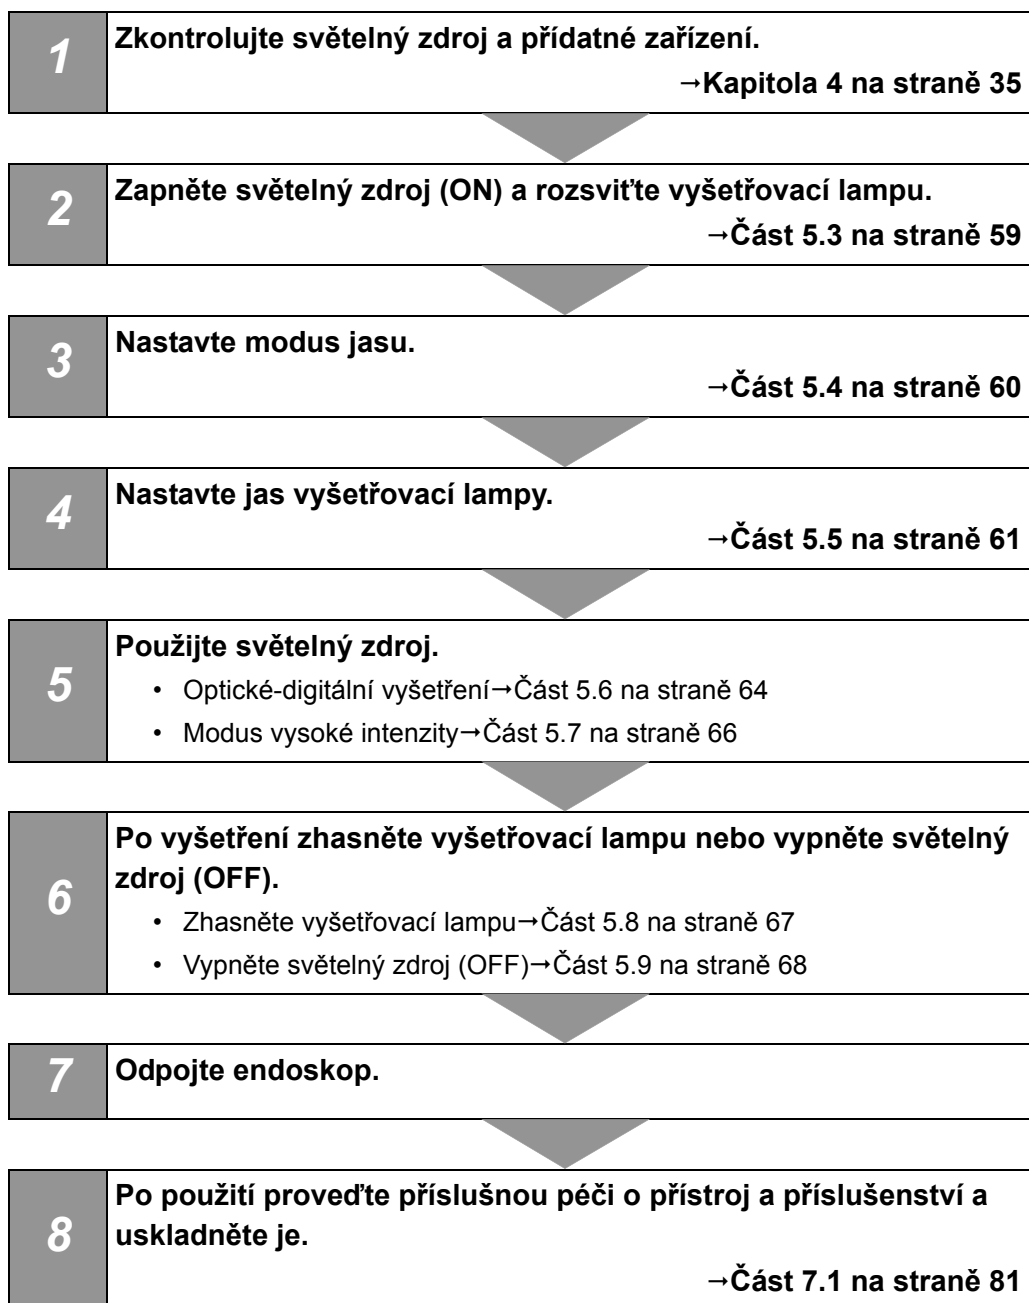 1
Zkontrolujte světelný zdroj a přídatné zařízení.
→Kapitola 4 na straně 35
2
Zapněte světelný zdroj (ON) a rozsviťte vyšetřovací lampu.
→Část 5.3 na straně 59
3
Nastavte modus jasu.
→Část 5.4 na straně 60
4
Nastavte jas vyšetřovací lampy.
→Část 5.5 na straně 61
5
Použijte světelný zdroj.
• Optické-digitální vyšetření→Část 5.6 na straně 64
• Modus vysoké intenzity→Část 5.7 na straně 66
6
Po vyšetření zhasněte vyšetřovací lampu nebo vypněte světelný
zdroj (OFF).
• Zhasněte vyšetřovací lampu→Část 5.8 na straně 67
• Vypněte světelný zdroj (OFF)→Část 5.9 na straně 68
7
Odpojte endoskop.
8
Po použití proveďte příslušnou péči o přístroj a příslušenství a
uskladněte je.
→Část 7.1 na straně 81